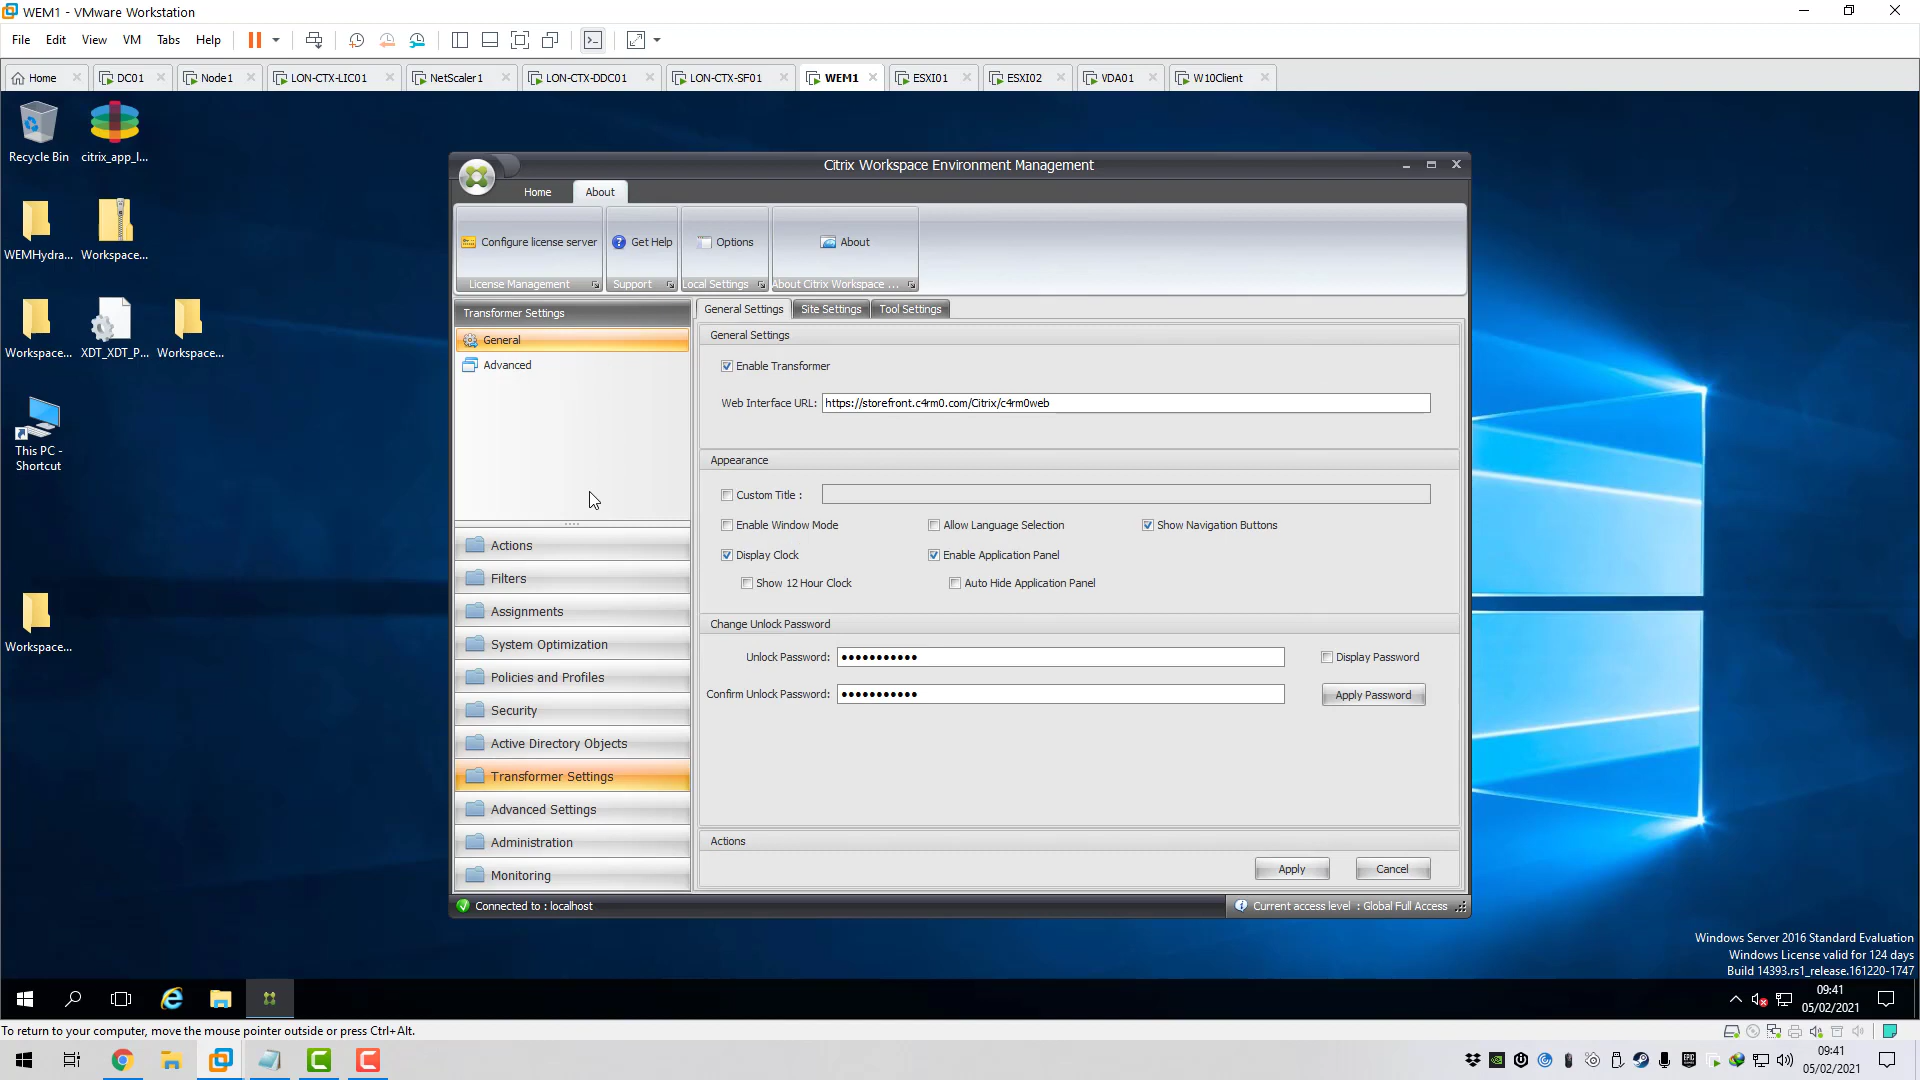 WEM1 - VMware Workstation
File Edit View VM Tabs Help
Home DC01 Node1 LON-CTX-LIC01 NetScaler1 LON-CTX-DDC01 LON-CTX-SF01 WEM1 ESXI01 ESXI02 VDA01 W10Client
Recycle Bin
citrix_app_l...
WEMHydra...
Workspace...
Workspace...
XDT_XDT_P...
Workspace...
This PC -
Shortcut
Workspace...
Citrix Workspace Environment Management
Home About
Configure license server
License Management
Get Help
Support
Options
Local Settings
About
About Citrix Workspace ...
Transformer Settings
General
Advanced
Actions
Filters
Assignments
System Optimization
Policies and Profiles
Security
Active Directory Objects
Transformer Settings
Advanced Settings
Administration
Monitoring
General Settings Site Settings Tool Settings
General Settings
Enable Transformer
Web Interface URL: https://storefront.c4rm0.com/Citrix/c4rm0web
Appearance
Custom Title :
Enable Window Mode Allow Language Selection Show Navigation Buttons
Display Clock Enable Application Panel
Show 12 Hour Clock Auto Hide Application Panel
Change Unlock Password
Unlock Password: ●●●●●●●●●●● Display Password
Confirm Unlock Password: ●●●●●●●●●●● Apply Password
Actions
Apply Cancel
Connected to : localhost
Current access level : Global Full Access
Windows Server 2016 Standard Evaluation
Windows License valid for 124 days
Build 14393.rs1_release.161220-1747
09:41
05/02/2021
To return to your computer, move the mouse pointer outside or press Ctrl+Alt.
09:41
05/02/2021